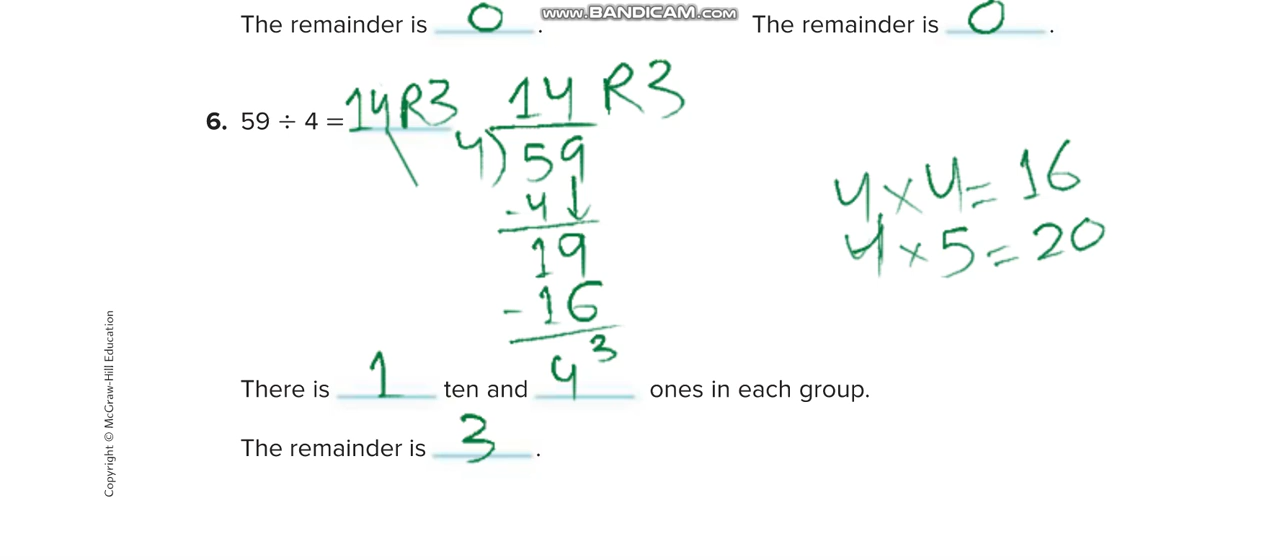 www.BANDICAM.com
The remainder is 0 .
The remainder is 0 .
6. 59 ÷ 4 = 14 R3
14 R3
4) 59
- 4
19
- 16
3
4 × 4 = 16
4 × 5 = 20
There is 1 ten and 4 ones in each group.
The remainder is 3 .
Copyright © McGraw-Hill Education